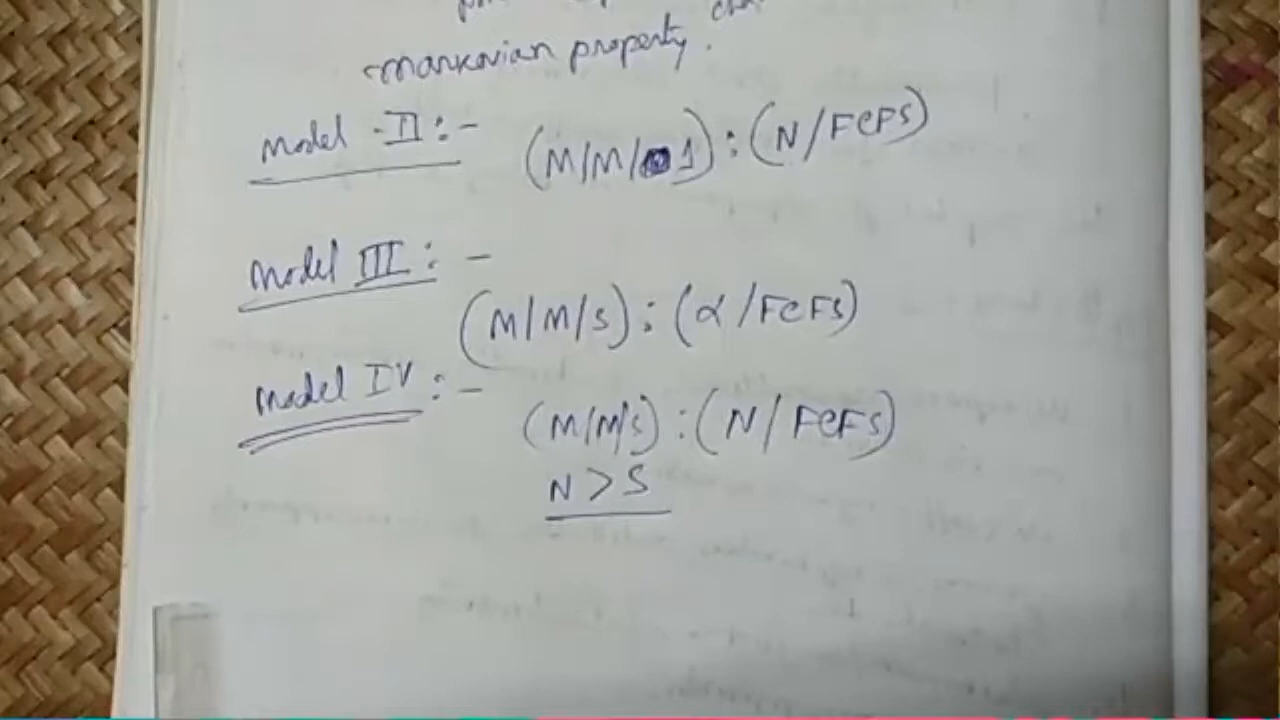 markovian property.
Model - II :- (M/M/1) : (N/FCFS)
Model III : -
(M/M/S) : (α/FCFS)
Model IV : -
(M/M/S) : (N/FCFS)
N > S